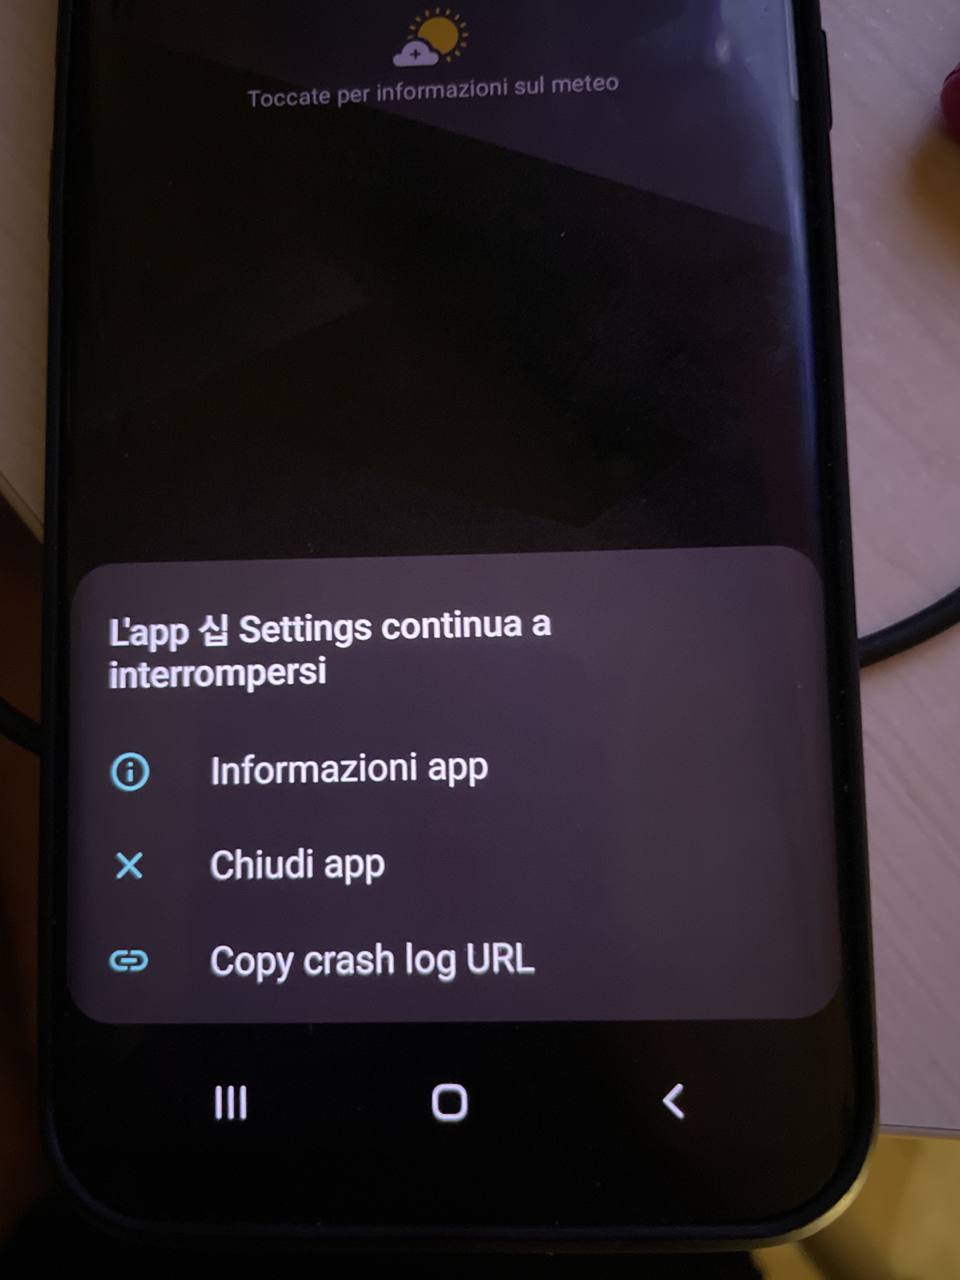 Toccate per informazioni sul meteo
L'app 십 Settings continua a
interrompersi
Informazioni app
Chiudi app
Copy crash log URL